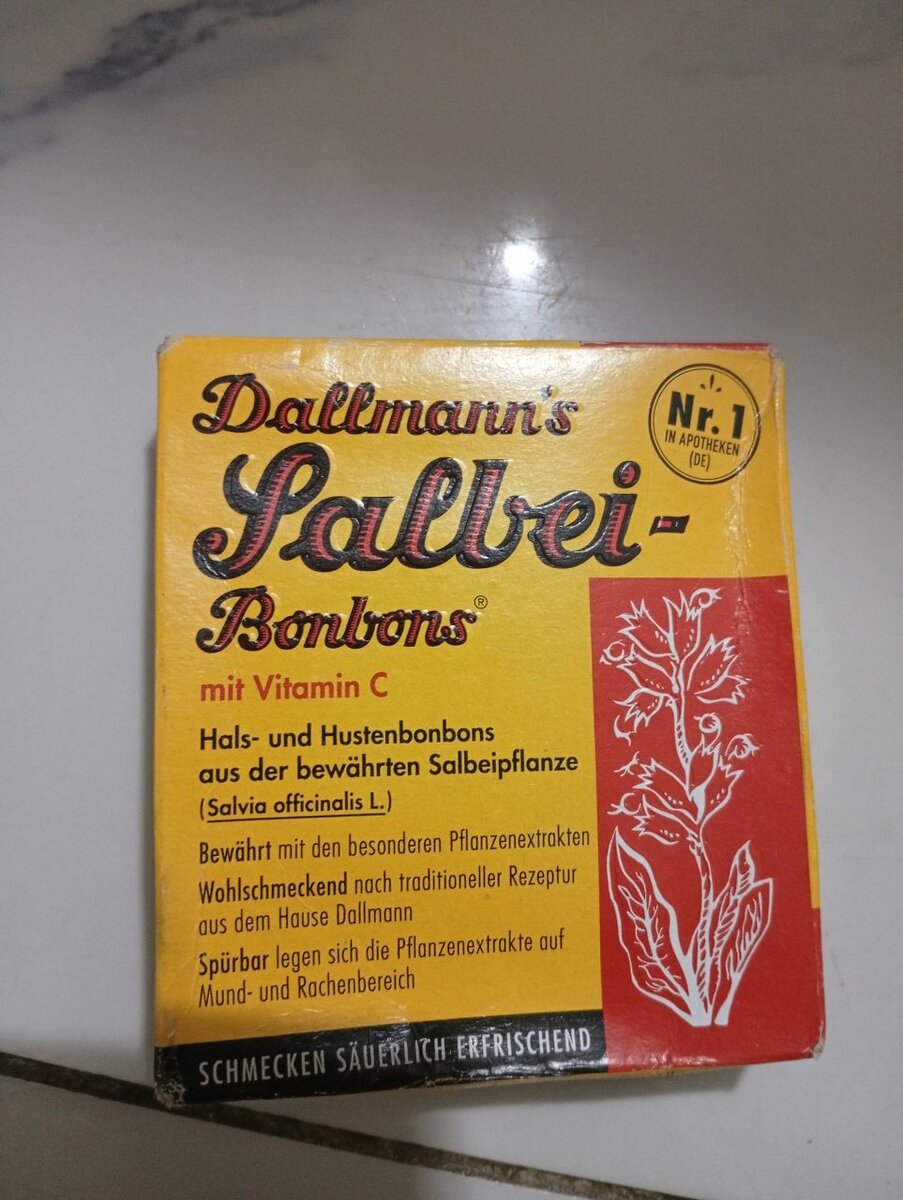 Dallmann's
Salbei-
Bonbons®
Nr. 1
IN APOTHEKEN
(DE)
mit Vitamin C
Hals- und Hustenbonbons
aus der bewährten Salbeipflanze
(Salvia officinalis L.)
Bewährt mit den besonderen Pflanzenextrakten
Wohlschmeckend nach traditioneller Rezeptur
aus dem Hause Dallmann
Spürbar legen sich die Pflanzenextrakte auf
Mund- und Rachenbereich
SCHMECKEN SÄUERLICH ERFRISCHEND